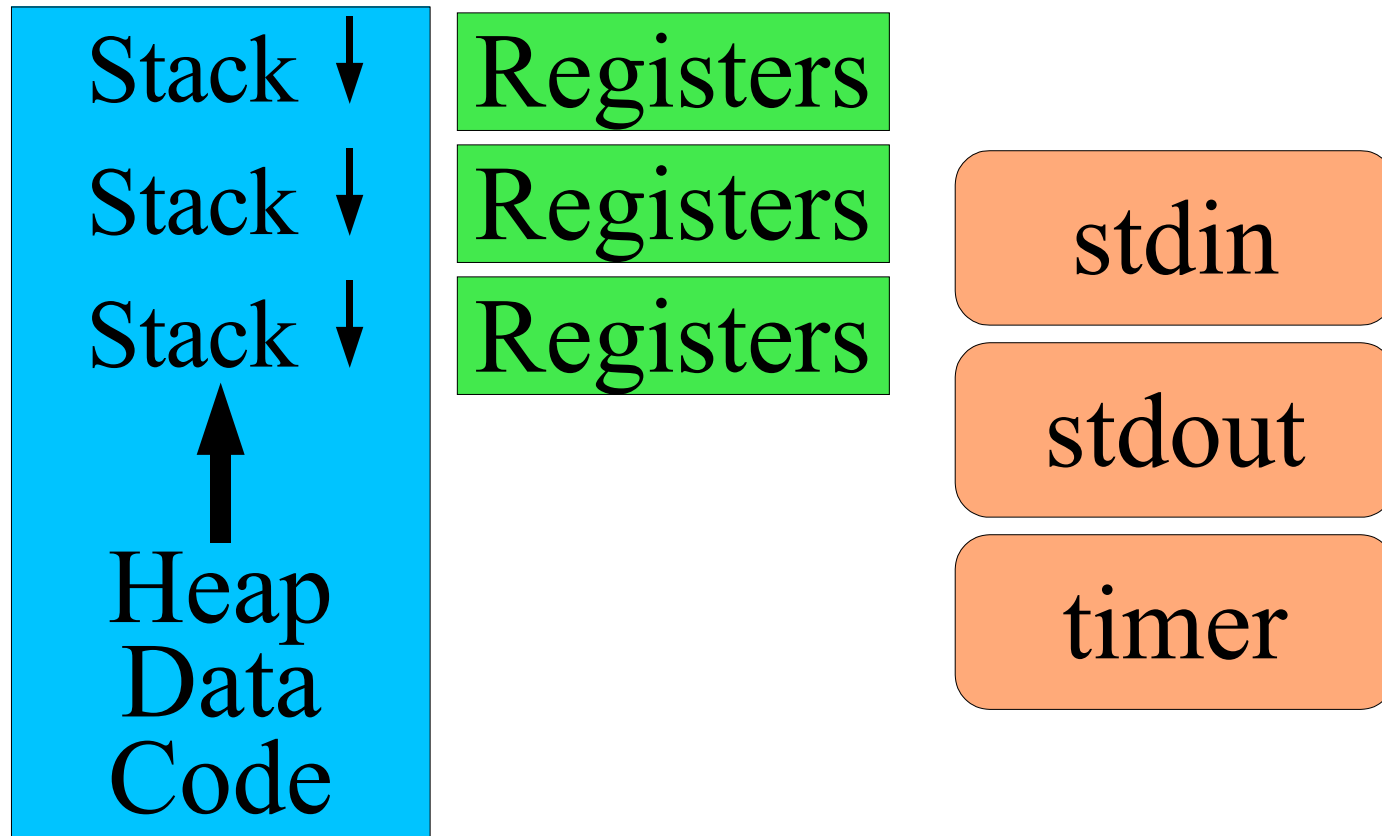 Stack
Registers
Stack
Registers
Stack
Registers
stdin
stdout
timer
Heap
Data
Code